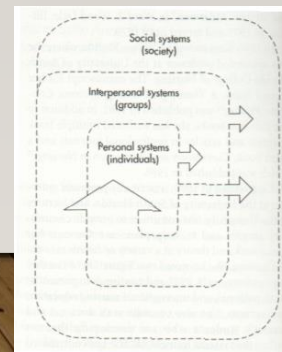 Social systems
(society)
Interpersonal systems
(groups)
Personal systems
(individuals)